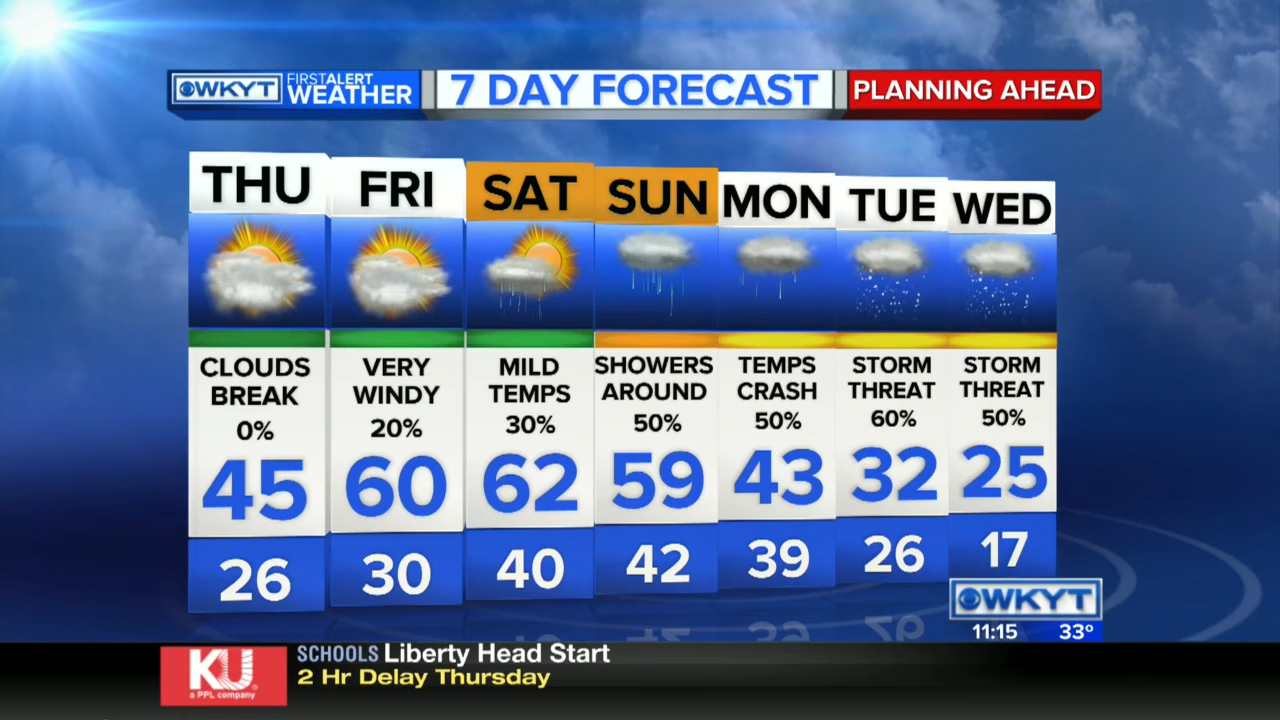 WKYT FIRST ALERT WEATHER 7 DAY FORECAST PLANNING AHEAD
THU FRI SAT SUN MON TUE WED
CLOUDS BREAK
0%
45
26
VERY WINDY
20%
60
30
MILD TEMPS
30%
62
40
SHOWERS AROUND
50%
59
42
TEMPS CRASH
50%
43
39
STORM THREAT
60%
32
26
STORM THREAT
50%
25
17
WKYT
11:15 33°
KU
a PPL company
SCHOOLS Liberty Head Start
2 Hr Delay Thursday